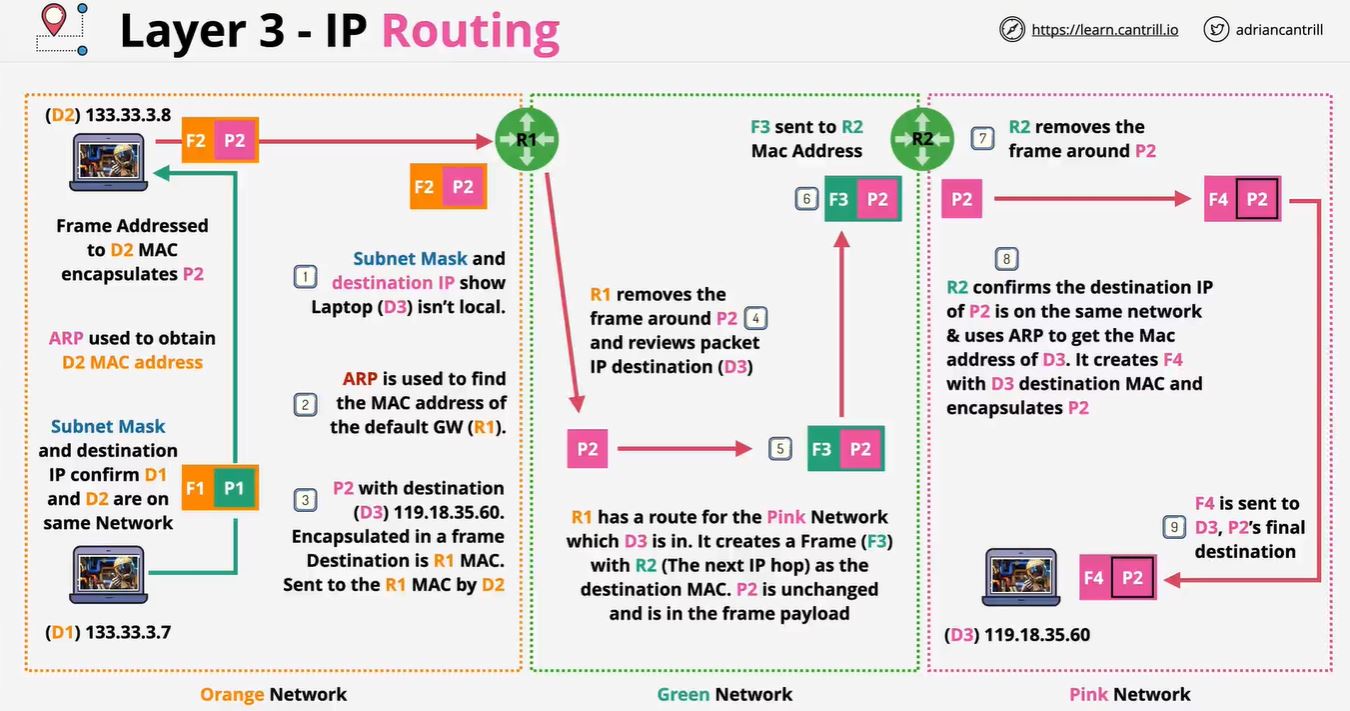 Layer 3 - IP Routing
https://learn.cantrill.io
adriancantrill
(D2) 133.33.3.8
F2 P2
R1
F2 P2
Frame Addressed
to D2 MAC
encapsulates P2
ARP used to obtain
D2 MAC address
Subnet Mask
and destination
IP confirm D1
and D2 are on
same Network
F1 P1
(D1) 133.33.3.7
1
Subnet Mask and
destination IP show
Laptop (D3) isn't local.
2
ARP is used to find
the MAC address of
the default GW (R1).
3
P2 with destination
(D3) 119.18.35.60.
Encapsulated in a frame
Destination is R1 MAC.
Sent to the R1 MAC by D2
Orange Network
R1 removes the
frame around P2 4
and reviews packet
IP destination (D3)
P2
5
F3 P2
R1 has a route for the Pink Network
which D3 is in. It creates a Frame (F3)
with R2 (The next IP hop) as the
destination MAC. P2 is unchanged
and is in the frame payload
F3 sent to R2
Mac Address
6
F3 P2
R2
Green Network
7
R2 removes the
frame around P2
P2
F4 P2
8
R2 confirms the destination IP
of P2 is on the same network
& uses ARP to get the Mac
address of D3. It creates F4
with D3 destination MAC and
encapsulates P2
9
F4 is sent to
D3, P2's final
destination
F4 P2
(D3) 119.18.35.60
Pink Network